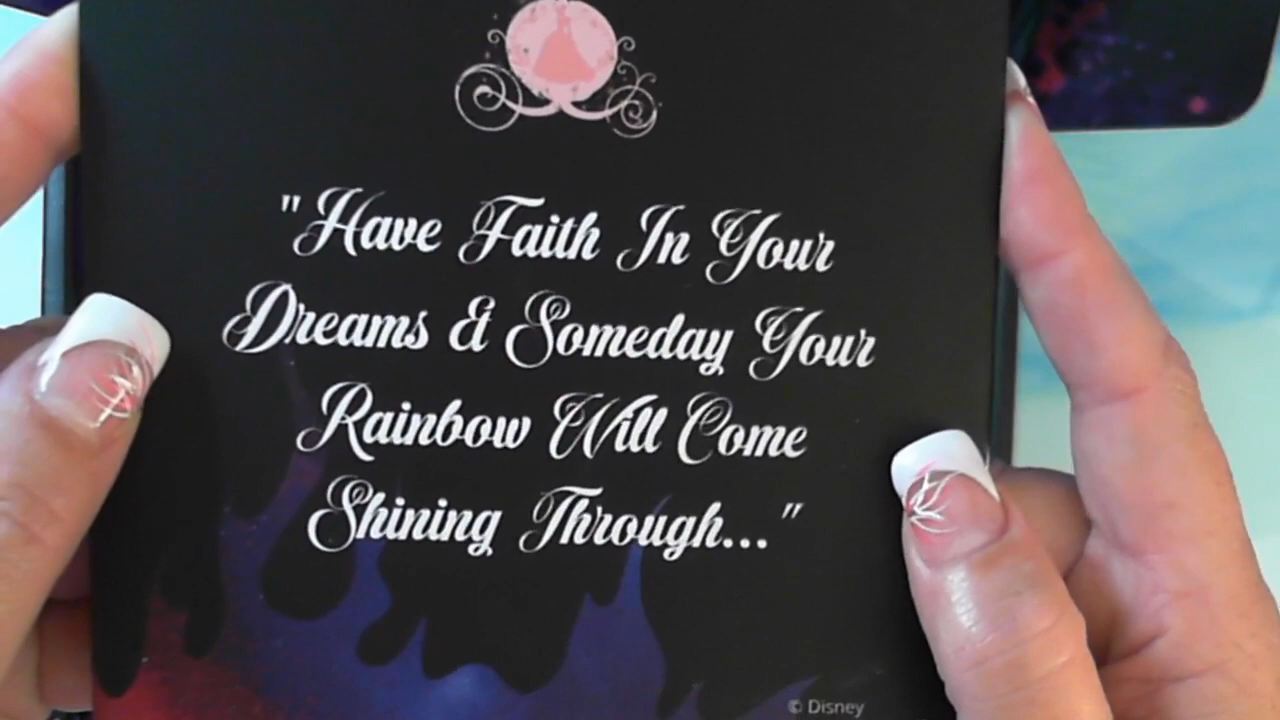 "Have Faith In Your
Dreams & Someday Your
Rainbow Will Come
Shining Through..."
© Disney